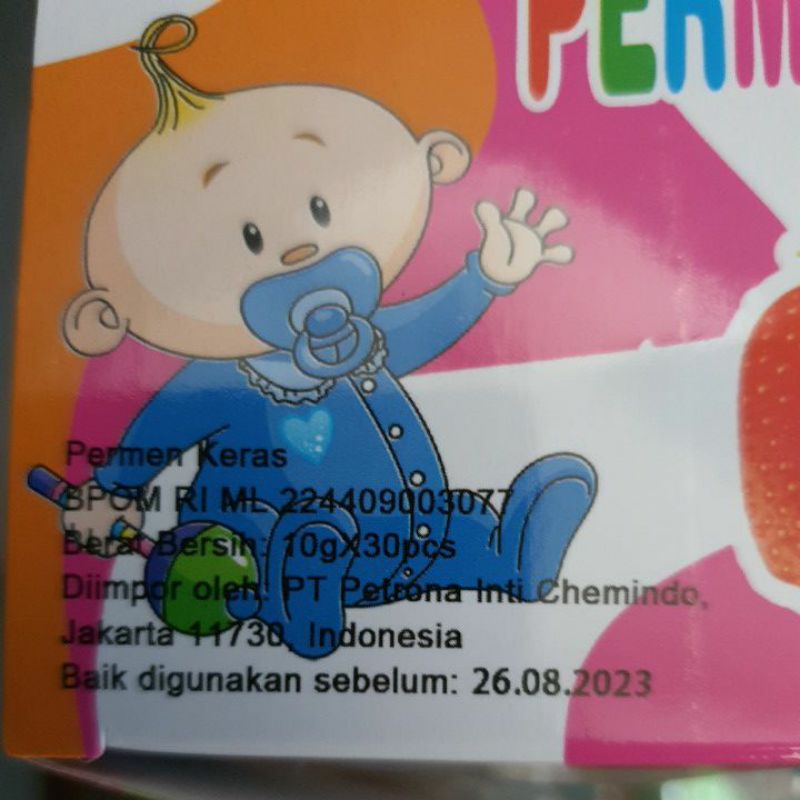 PERM
Permen Keras
BPOM RI ML 224409003077
Berat Bersih: 10gX30pcs
Diimpor oleh: PT Petrona Inti Chemindo,
Jakarta 11730, Indonesia
Baik digunakan sebelum: 26.08.2023